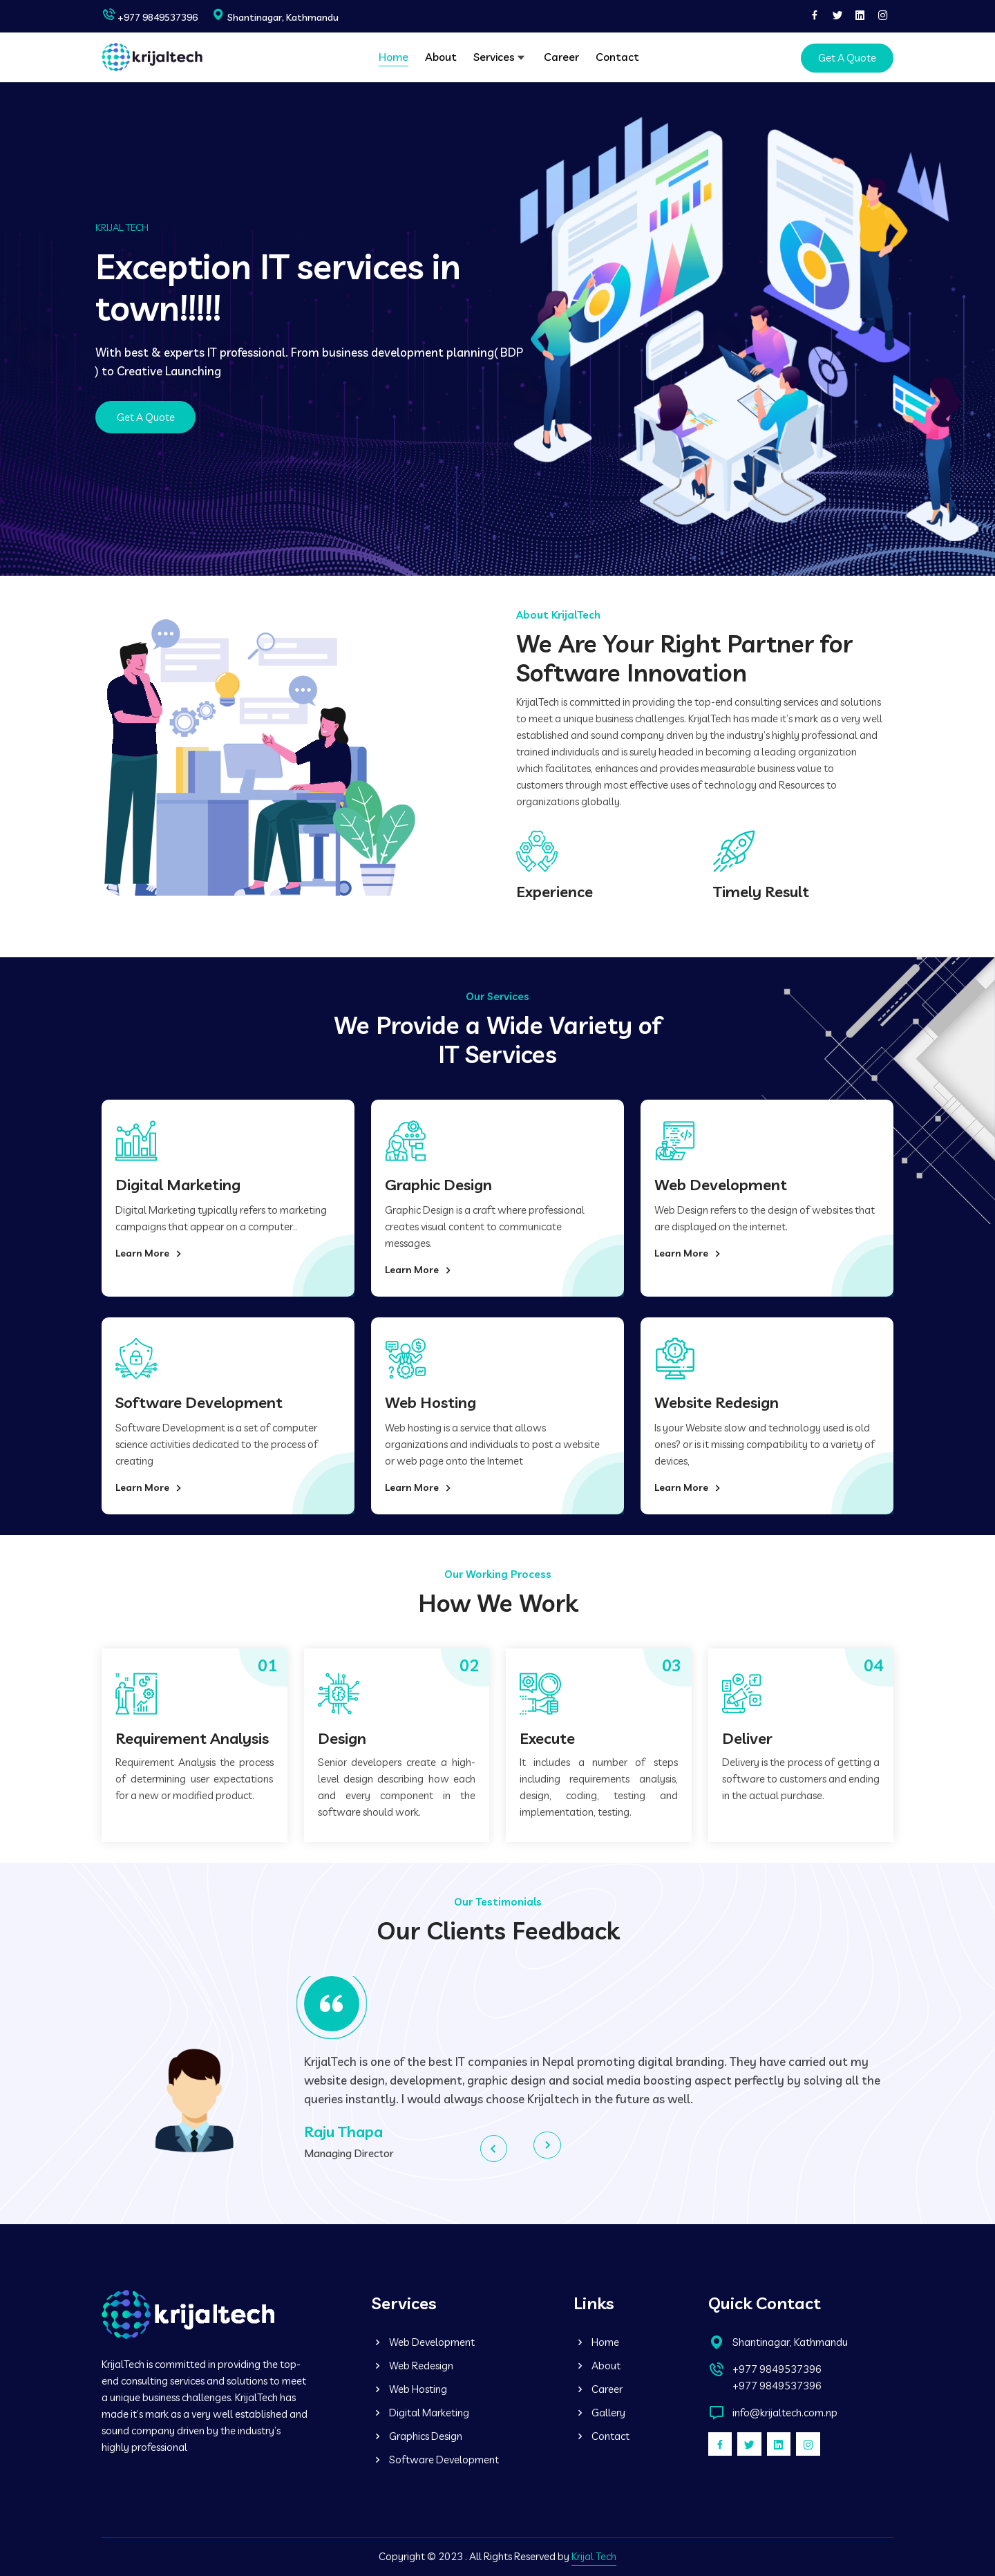 +977 9849537396 Shantinagar, Kathmandu
krijaltech
Home About Services Career Contact
Get A Quote
KRIJAL TECH
Exception IT services in
town!!!!!
With best & experts IT professional. From business development planning( BDP
) to Creative Launching
Get A Quote
About KrijalTech
We Are Your Right Partner for
Software Innovation
KrijalTech is committed in providing the top-end consulting services and solutions
to meet a unique business challenges. KrijalTech has made it's mark as a very well
established and sound company driven by the industry's highly professional and
trained individuals and is surely headed in becoming a leading organization
which facilitates, enhances and provides measurable business value to
customers through most effective uses of technology and Resources to
organizations globally.
Experience
Timely Result
Our Services
We Provide a Wide Variety of
IT Services
Digital Marketing
Digital Marketing typically refers to marketing
campaigns that appear on a computer...
Learn More
Graphic Design
Graphic Design is a craft where professional
creates visual content to communicate
messages.
Learn More
Web Development
Web Design refers to the design of websites that
are displayed on the internet.
Learn More
Software Development
Software Development is a set of computer
science activities dedicated to the process of
creating
Learn More
Web Hosting
Web hosting is a service that allows
organizations and individuals to post a website
or web page onto the Internet
Learn More
Website Redesign
Is your Website slow and technology used is old
ones? or is it missing compatibility to a variety of
devices,
Learn More
Our Working Process
How We Work
01
Requirement Analysis
Requirement Analysis the process
of determining user expectations
for a new or modified product.
02
Design
Senior developers create a high-
level design describing how each
and every component in the
software should work.
03
Execute
It includes a number of steps
including requirements analysis,
design, coding, testing and
implementation, testing.
04
Deliver
Delivery is the process of getting a
software to customers and ending
in the actual purchase.
Our Testimonials
Our Clients Feedback
KrijalTech is one of the best IT companies in Nepal promoting digital branding. They have carried out my
website design, development, graphic design and social media boosting aspect perfectly by solving all the
queries instantly. I would always choose Krijaltech in the future as well.
Raju Thapa
Managing Director
krijaltech
KrijalTech is committed in providing the top-
end consulting services and solutions to meet
a unique business challenges. KrijalTech has
made it's mark as a very well established and
sound company driven by the industry's
highly professional
Services
Web Development
Web Redesign
Web Hosting
Digital Marketing
Graphics Design
Software Development
Links
Home
About
Career
Gallery
Contact
Quick Contact
Shantinagar, Kathmandu
+977 9849537396
+977 9849537396
info@krijaltech.com.np
Copyright © 2023 . All Rights Reserved by Krijal Tech